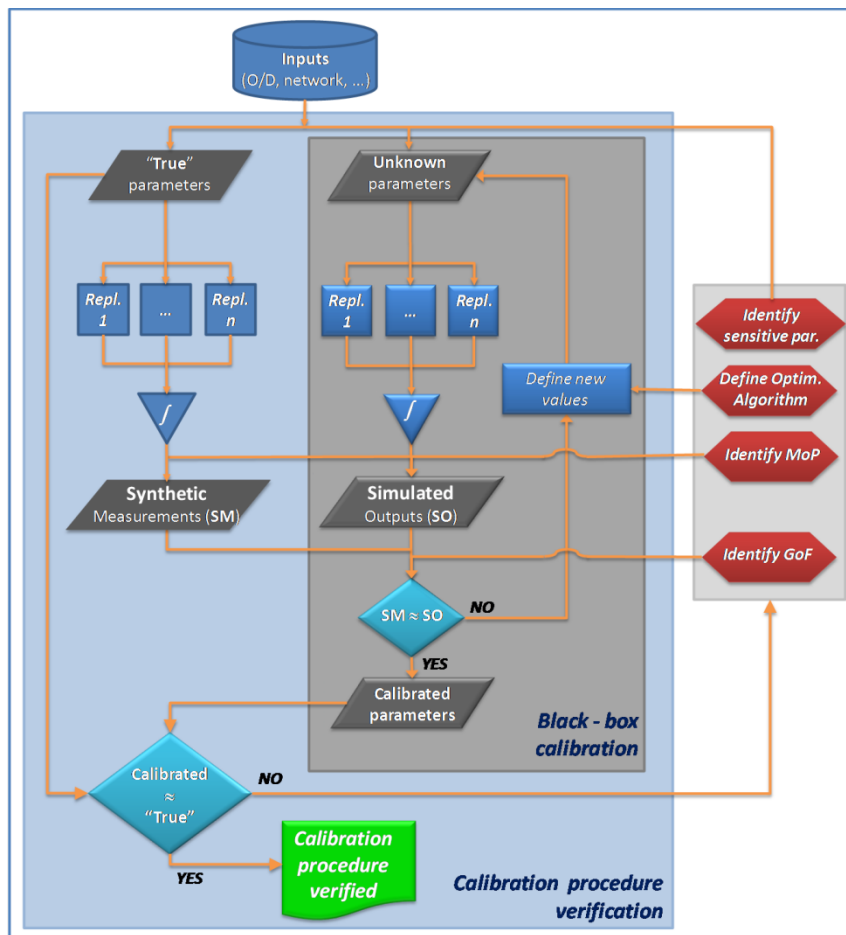 Inputs
(O/D, network, ...)
“True”
parameters
Unknown
parameters
Repl.
1
...
Repl.
n
Repl.
1
...
Repl.
n
Identify
sensitive par.
Define new
values
Define Optim.
Algorithm
∫
∫
Identify MoP
Synthetic
Measurements (SM)
Simulated
Outputs (SO)
Identify GoF
SM ≈ SO
NO
YES
Calibrated
parameters
Black - box
calibration
Calibrated
≈
“True”
NO
YES
Calibration
procedure
verified
Calibration procedure
verification